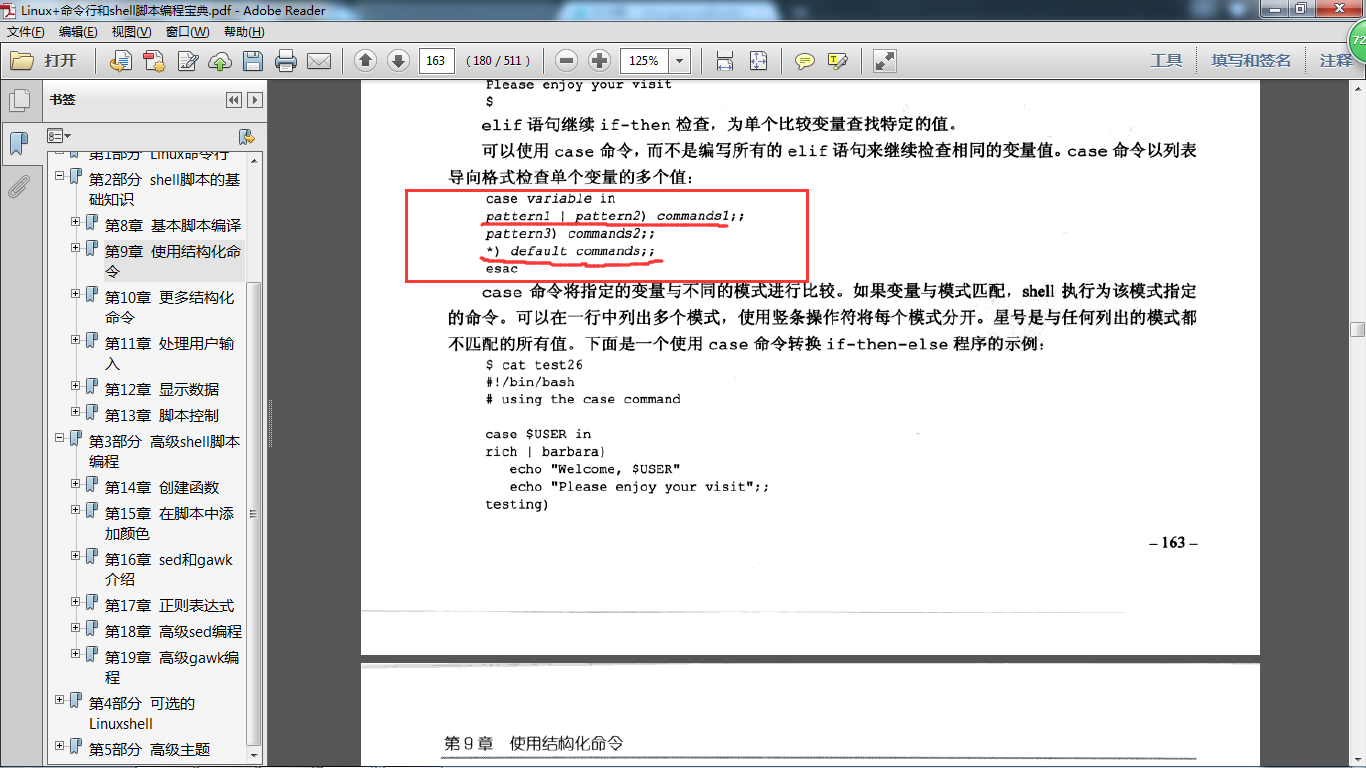 Linux+命令行和shell脚本编程宝典.pdf - Adobe Reader
文件(F) 编辑(E) 视图(V) 窗口(W) 帮助(H)
打开
163
(180 / 511)
125%
工具
填写和签名
注释
72
书签
第1部分 Linux命令行
第2部分 shell脚本的基
础知识
第8章 基本脚本编译
第9章 使用结构化命
令
第10章 更多结构化
命令
第11章 处理用户输
入
第12章 显示数据
第13章 脚本控制
第3部分 高级shell脚本
编程
第14章 创建函数
第15章 在脚本中添
加颜色
第16章 sed和gawk
介绍
第17章 正则表达式
第18章 高级sed编程
第19章 高级gawk编
程
第4部分 可选的
Linuxshell
第5部分 高级主题
Please enjoy your visit
$
elif 语句继续 if-then 检查，为单个比较变量查找特定的值。
可以使用 case 命令，而不是编写所有的 elif 语句来继续检查相同的变量值。case 命令以列表
导向格式检查单个变量的多个值：
case variable in
pattern1 | pattern2) commands1;;
pattern3) commands2;;
*) default commands;;
esac
case 命令将指定的变量与不同的模式进行比较。如果变量与模式匹配，shell 执行为该模式指定
的命令。可以在一行中列出多个模式，使用竖条操作符将每个模式分开。星号是与任何列出的模式都
不匹配的所有值。下面是一个使用 case 命令转换 if-then-else 程序的示例：
$ cat test26
#!/bin/bash
# using the case command
case $USER in
rich | barbara)
echo "Welcome, $USER"
echo "Please enjoy your visit";;
testing)
– 163 –
第 9 章 使用结构化命令